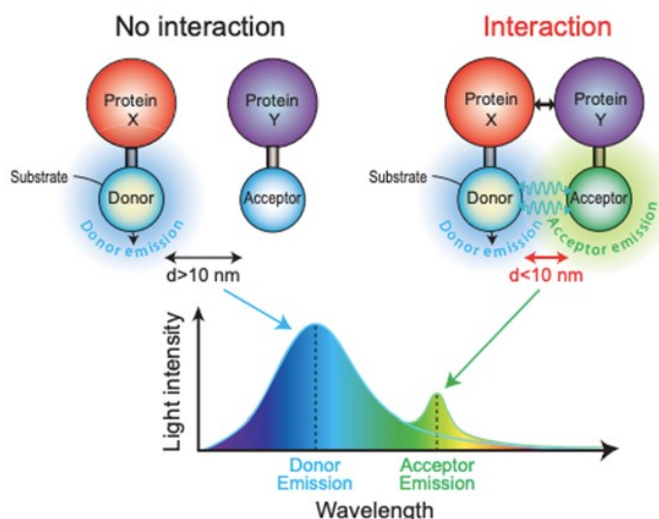 No interaction
Interaction
Protein
X
Protein
Y
Protein
X
Protein
Y
Substrate
Donor
Acceptor
Substrate
Donor
Acceptor
Donor emission
Donor emission
Acceptor emission
d>10 nm
d<10 nm
Light intensity
Donor
Emission
Acceptor
Emission
Wavelength